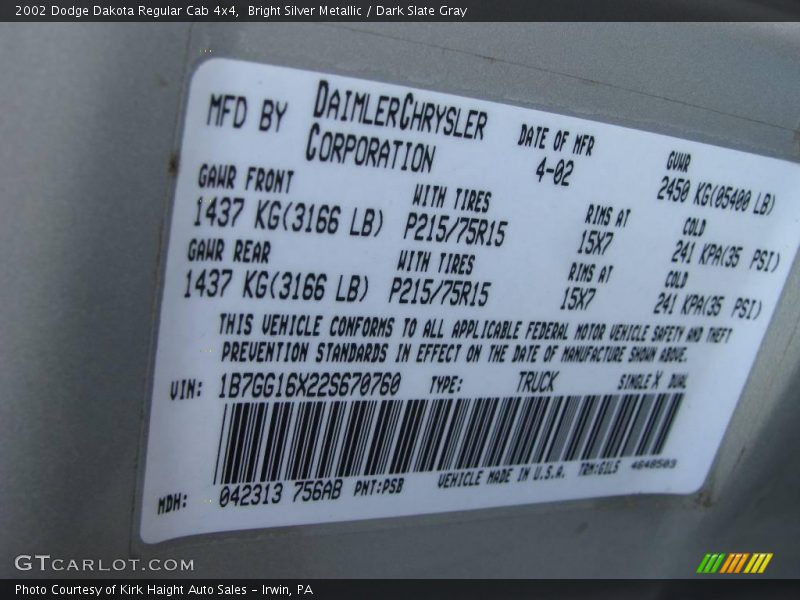 2002 Dodge Dakota Regular Cab 4x4, Bright Silver Metallic / Dark Slate Gray
MFD BY DAIMLERCHRYSLER CORPORATION
DATE OF MFR 4-02
GVWR 2450 KG(05400 LB)
GAWR FRONT 1437 KG(3166 LB)
WITH TIRES P215/75R15
RIMS AT 15X7
COLD 241 KPA(35 PSI)
GAWR REAR 1437 KG(3166 LB)
WITH TIRES P215/75R15
RIMS AT 15X7
COLD 241 KPA(35 PSI)
THIS VEHICLE CONFORMS TO ALL APPLICABLE FEDERAL MOTOR VEHICLE SAFETY AND THEFT
PREVENTION STANDARDS IN EFFECT ON THE DATE OF MANUFACTURE SHOWN ABOVE.
VIN: 1B7GG16X22S670760 TYPE: TRUCK SINGLE X DUAL
MDH: 042313 756AB PNT:PSB VEHICLE MADE IN U.S.A. TRM:GIL5 4648503
GTCARLOT.COM
Photo Courtesy of Kirk Haight Auto Sales - Irwin, PA